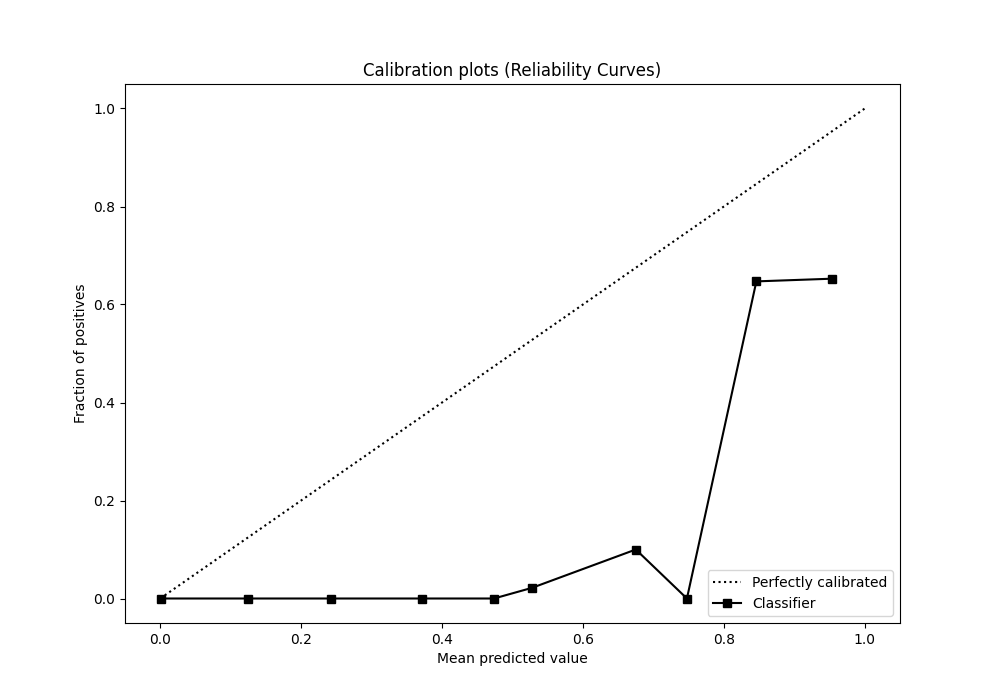 Calibration plots (Reliability Curves)
Fraction of positives
1.0
0.8
0.6
0.4
0.2
0.0
Perfectly calibrated
Classifier
0.0 0.2 0.4 0.6 0.8 1.0
Mean predicted value